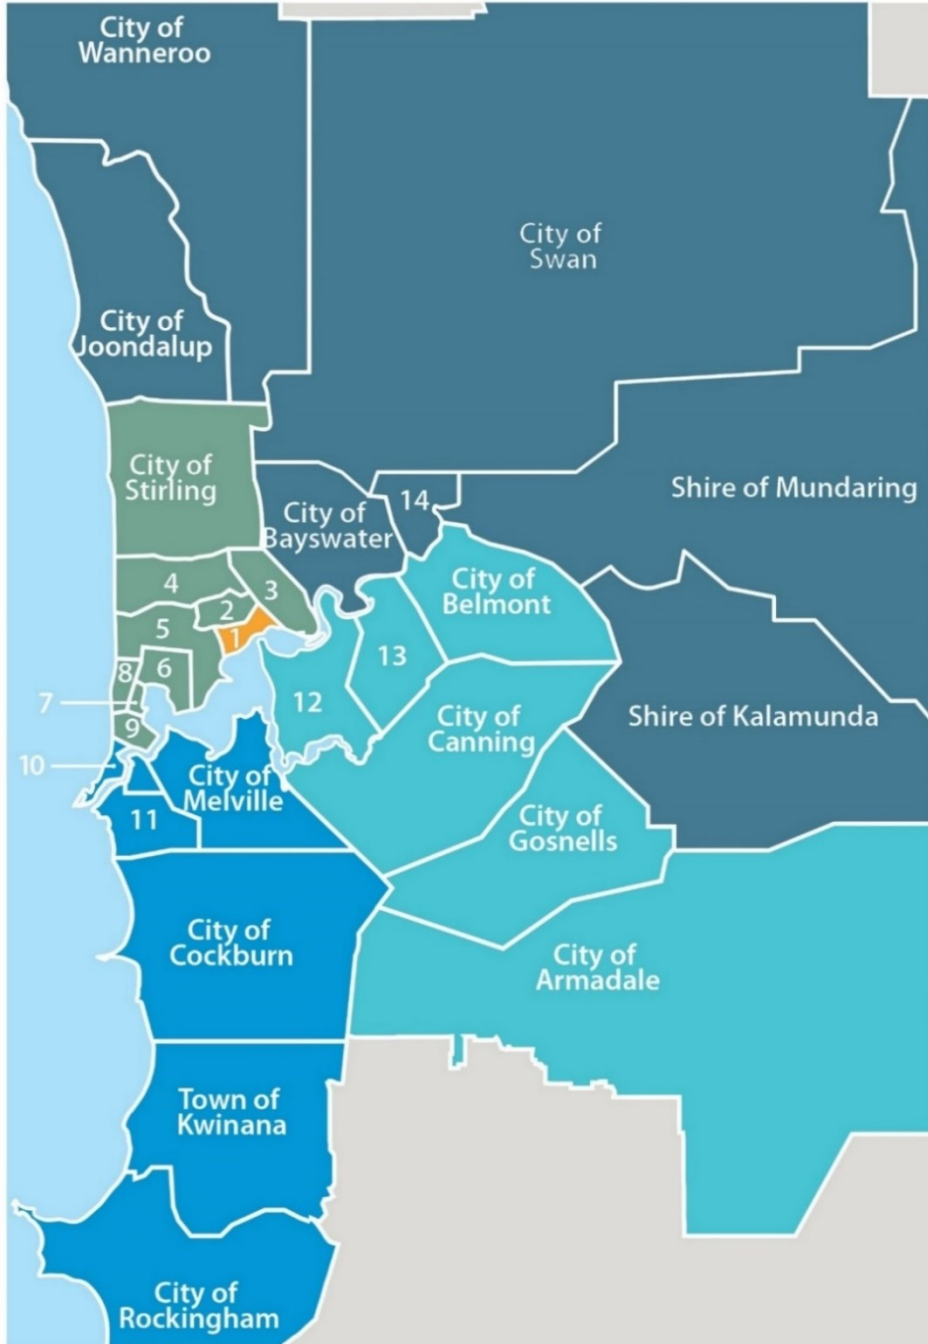 City of
Wanneroo
City of
Swan
City of
Joondalup
City of
Stirling
Shire of Mundaring
14
City of
Bayswater
4
3
City of
Belmont
2
5
1
13
8
6
7
12
City of
Canning
Shire of Kalamunda
9
10
City of
Melville
11
City of
Gosnells
City of
Cockburn
City of
Armadale
Town of
Kwinana
City of
Rockingham